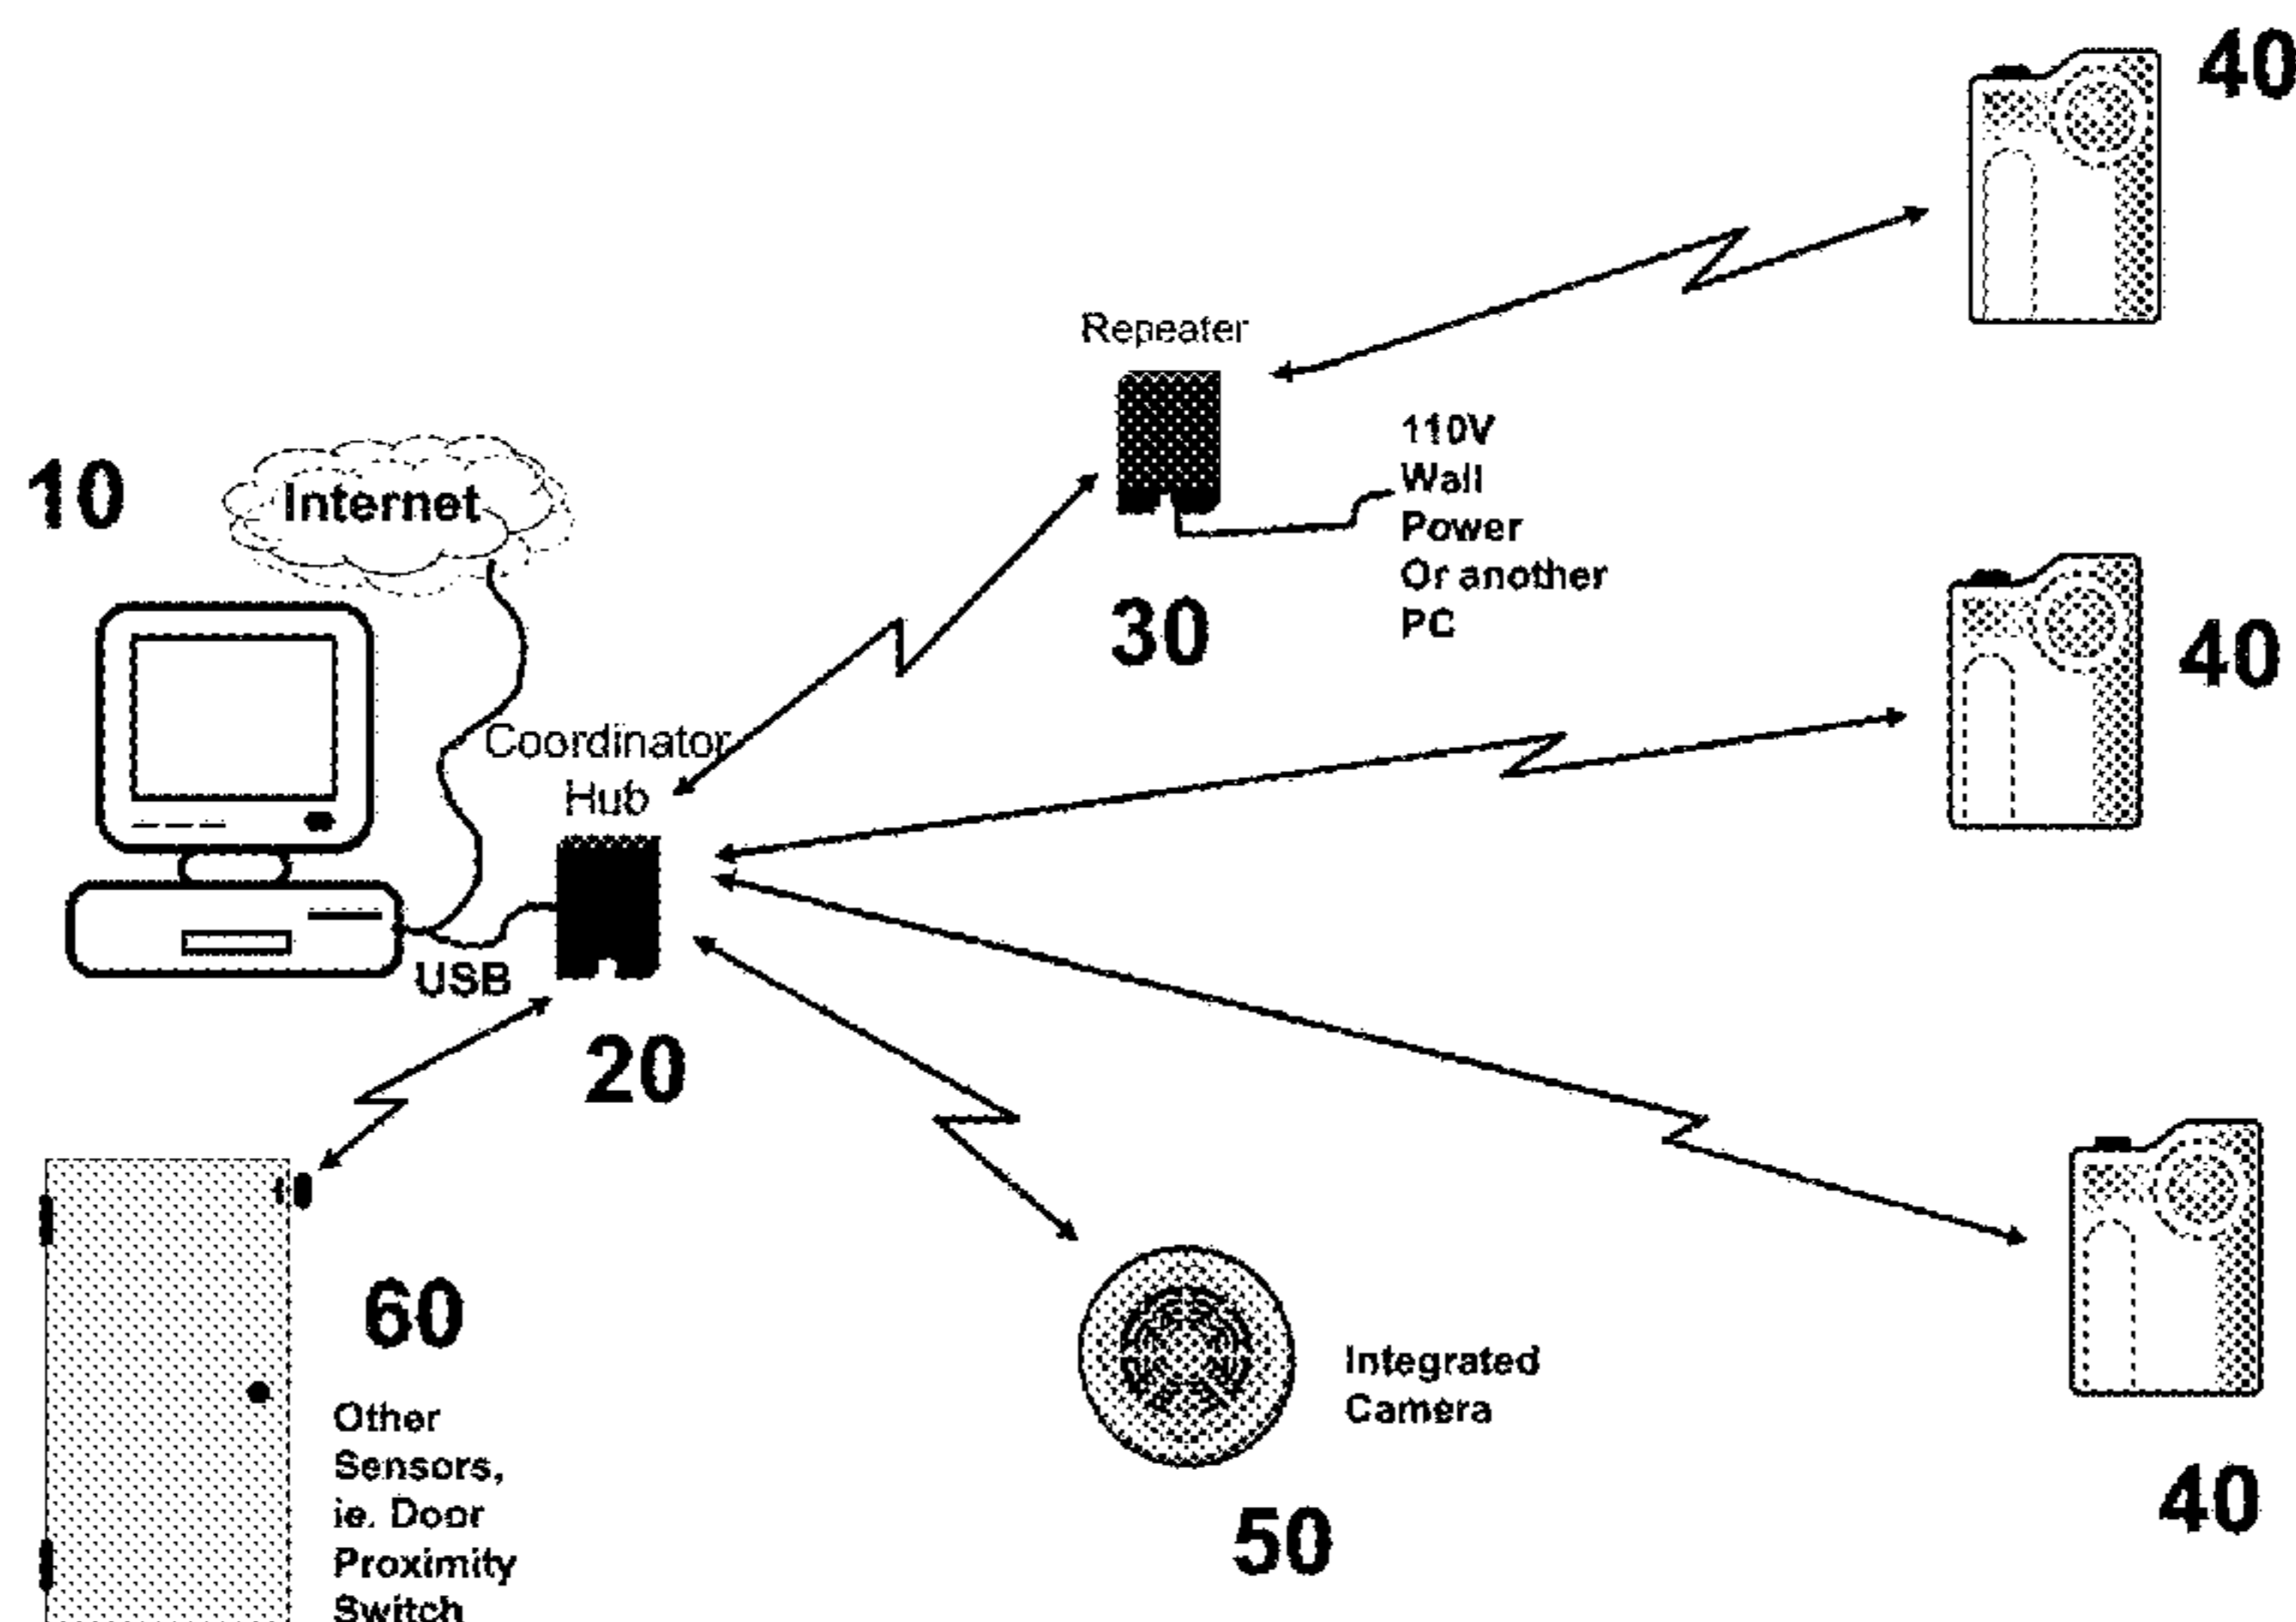 40
Repeater
110V
Wall
Power
Or another
PC
10
Internet
30
40
Coordinator
Hub
USB
20
60
Other
Sensors,
ie. Door
Proximity
Switch
Integrated
Camera
50
40